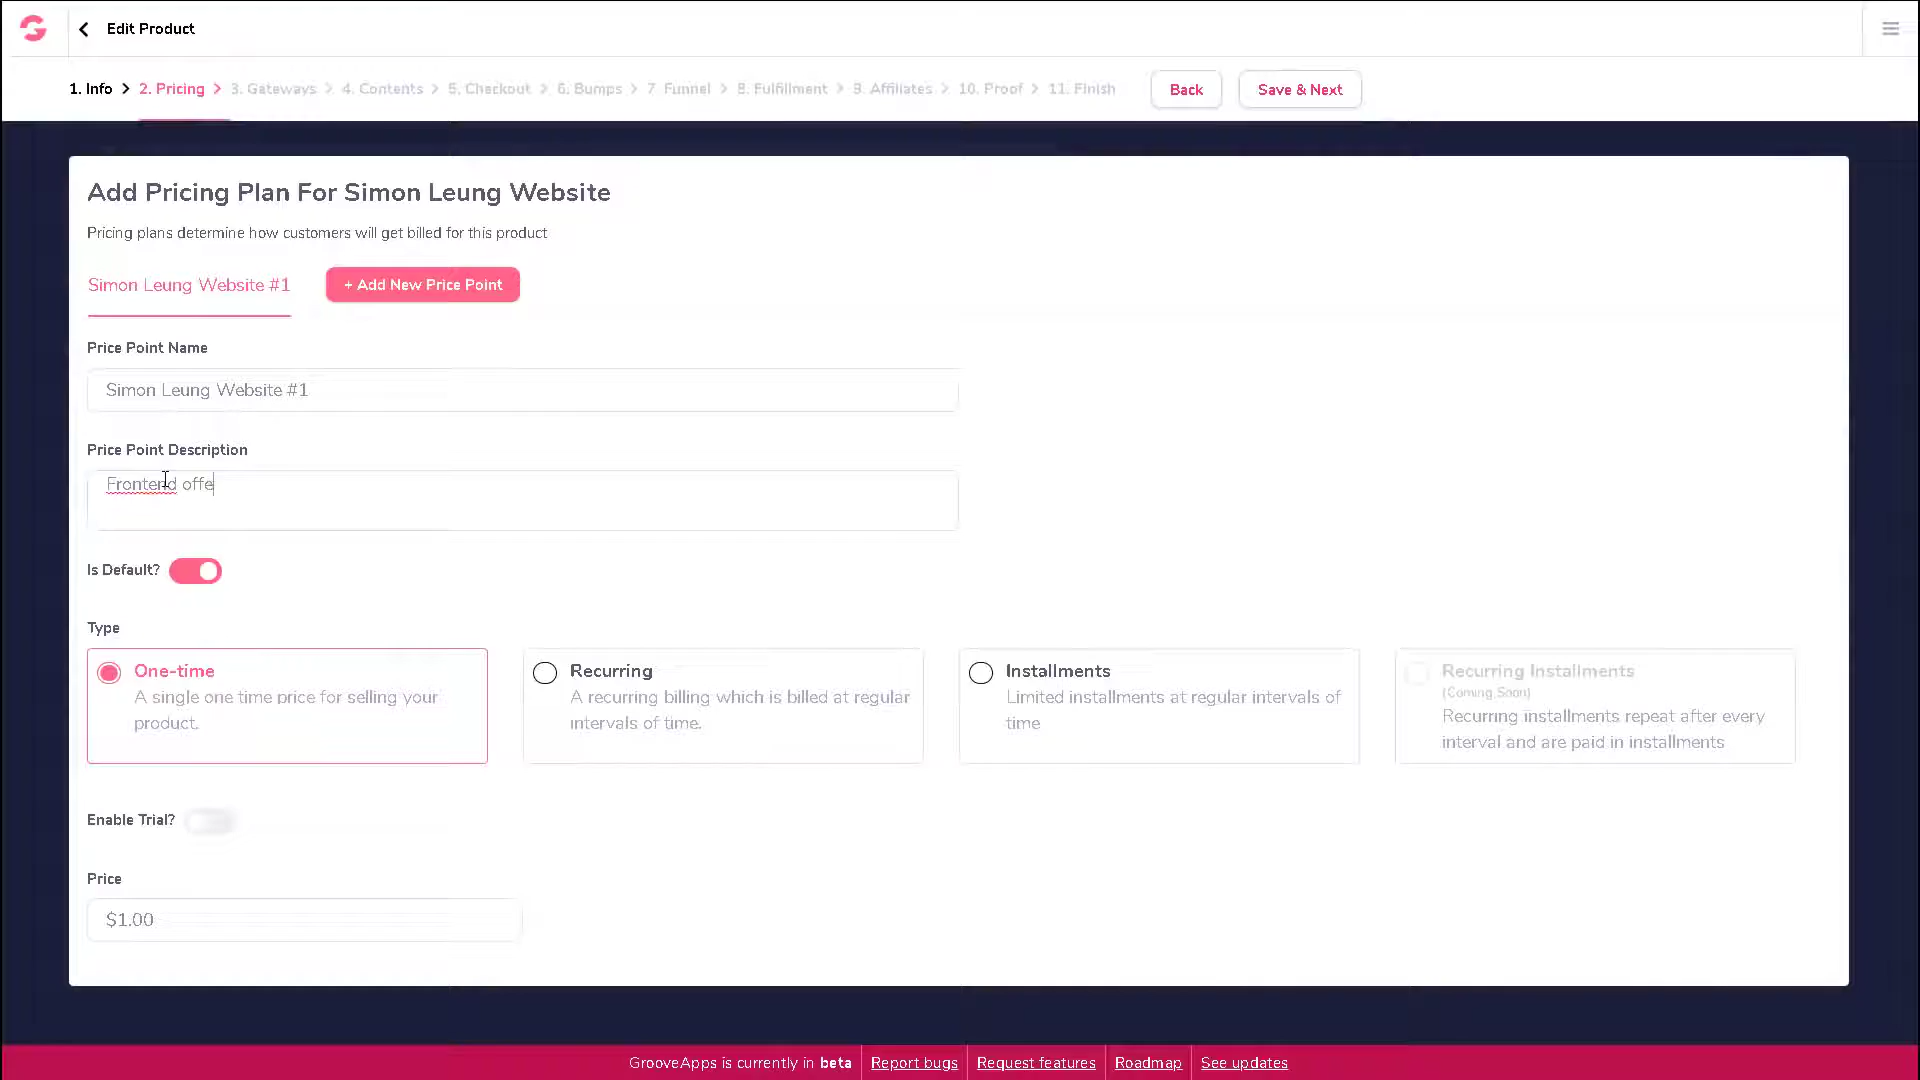 Edit Product
1. Info > 2. Pricing > 3. Gateways > 4. Contents > 5. Checkout > 6. Bumps > 7. Funnel > 8. Fulfillment > 9. Affiliates > 10. Proof > 11. Finish
Back
Save & Next
Add Pricing Plan For Simon Leung Website
Pricing plans determine how customers will get billed for this product
Simon Leung Website #1
+ Add New Price Point
Price Point Name
Simon Leung Website #1
Price Point Description
Frontend offe
Is Default?
Type
One-time
A single one time price for selling your
product.
Recurring
A recurring billing which is billed at regular
intervals of time.
Installments
Limited installments at regular intervals of
time
Recurring Installments
(Coming Soon)
Recurring installments repeat after every
interval and are paid in installments
Enable Trial?
Price
$1.00
GrooveApps is currently in beta
Report bugs
Request features
Roadmap
See updates